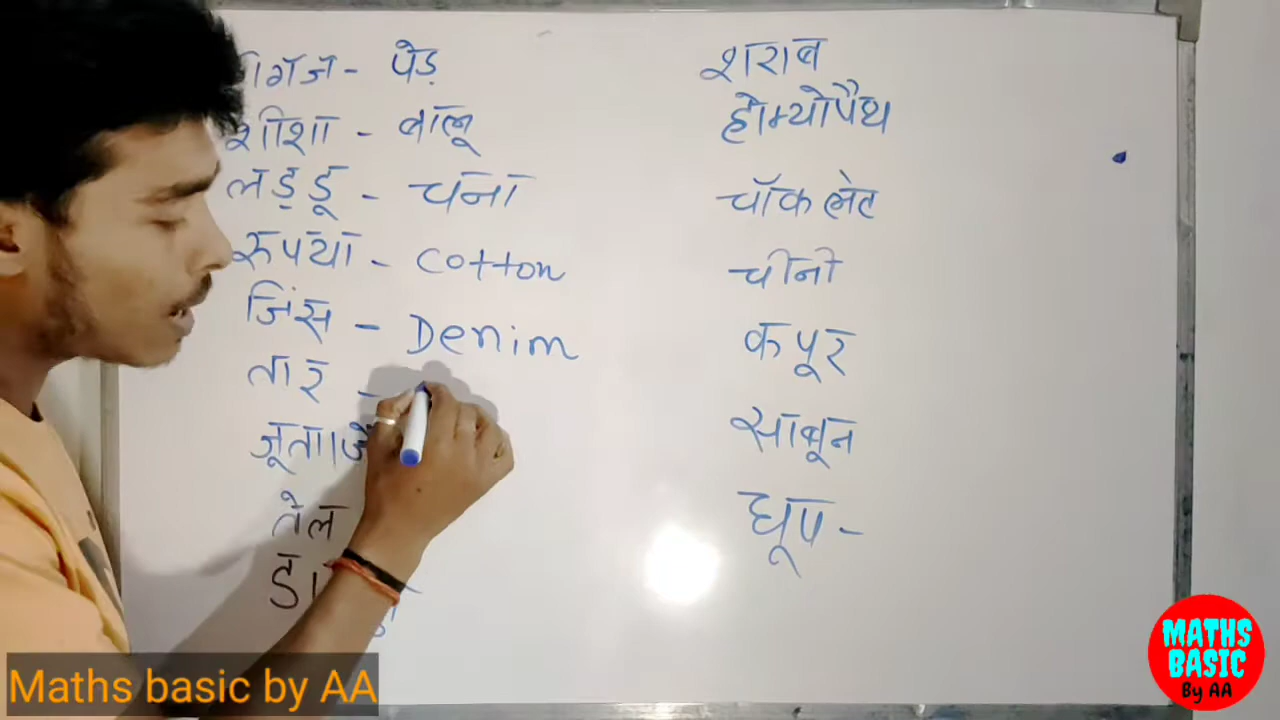 पेड़
शीशा - बालू
लड़्डू - चना
रुपया - cotton
जिंस - Denim
तार -
जूता।
तेल
शराब
होम्योपैथ
चॉकलेट
चीनी
कपूर
साबून
धूप -
Maths basic by AA
MATHS
BASIC
By AA